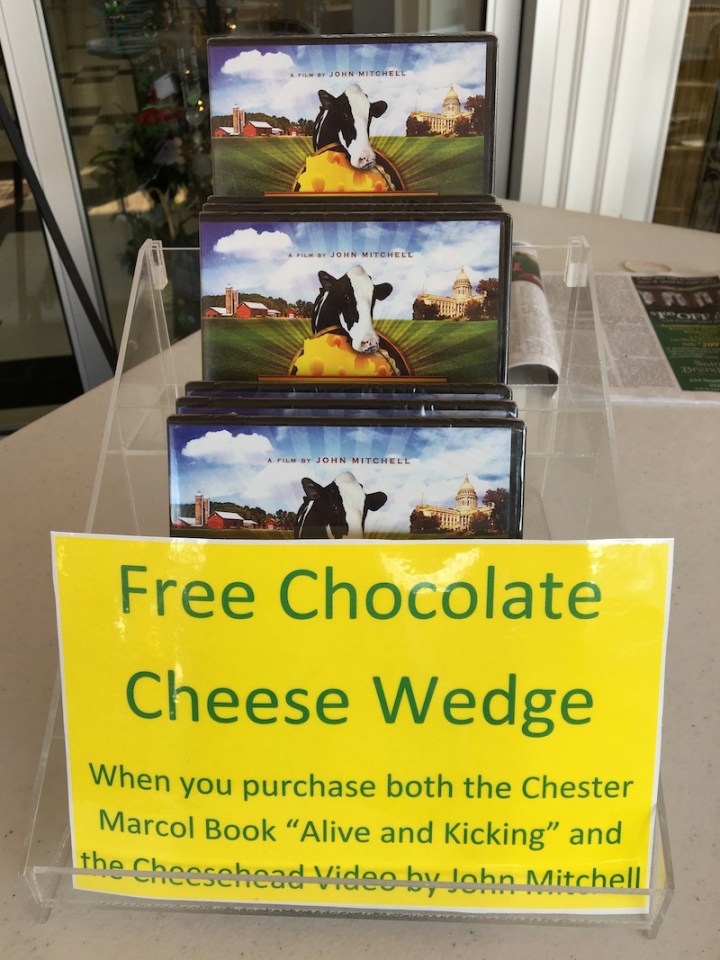 A FILM BY JOHN MITCHELL
A FILM BY JOHN MITCHELL
A FILM BY JOHN MITCHELL
Free Chocolate
Cheese Wedge
When you purchase both the Chester
Marcol Book “Alive and Kicking” and
the Cheesehead Video by John Mitchell